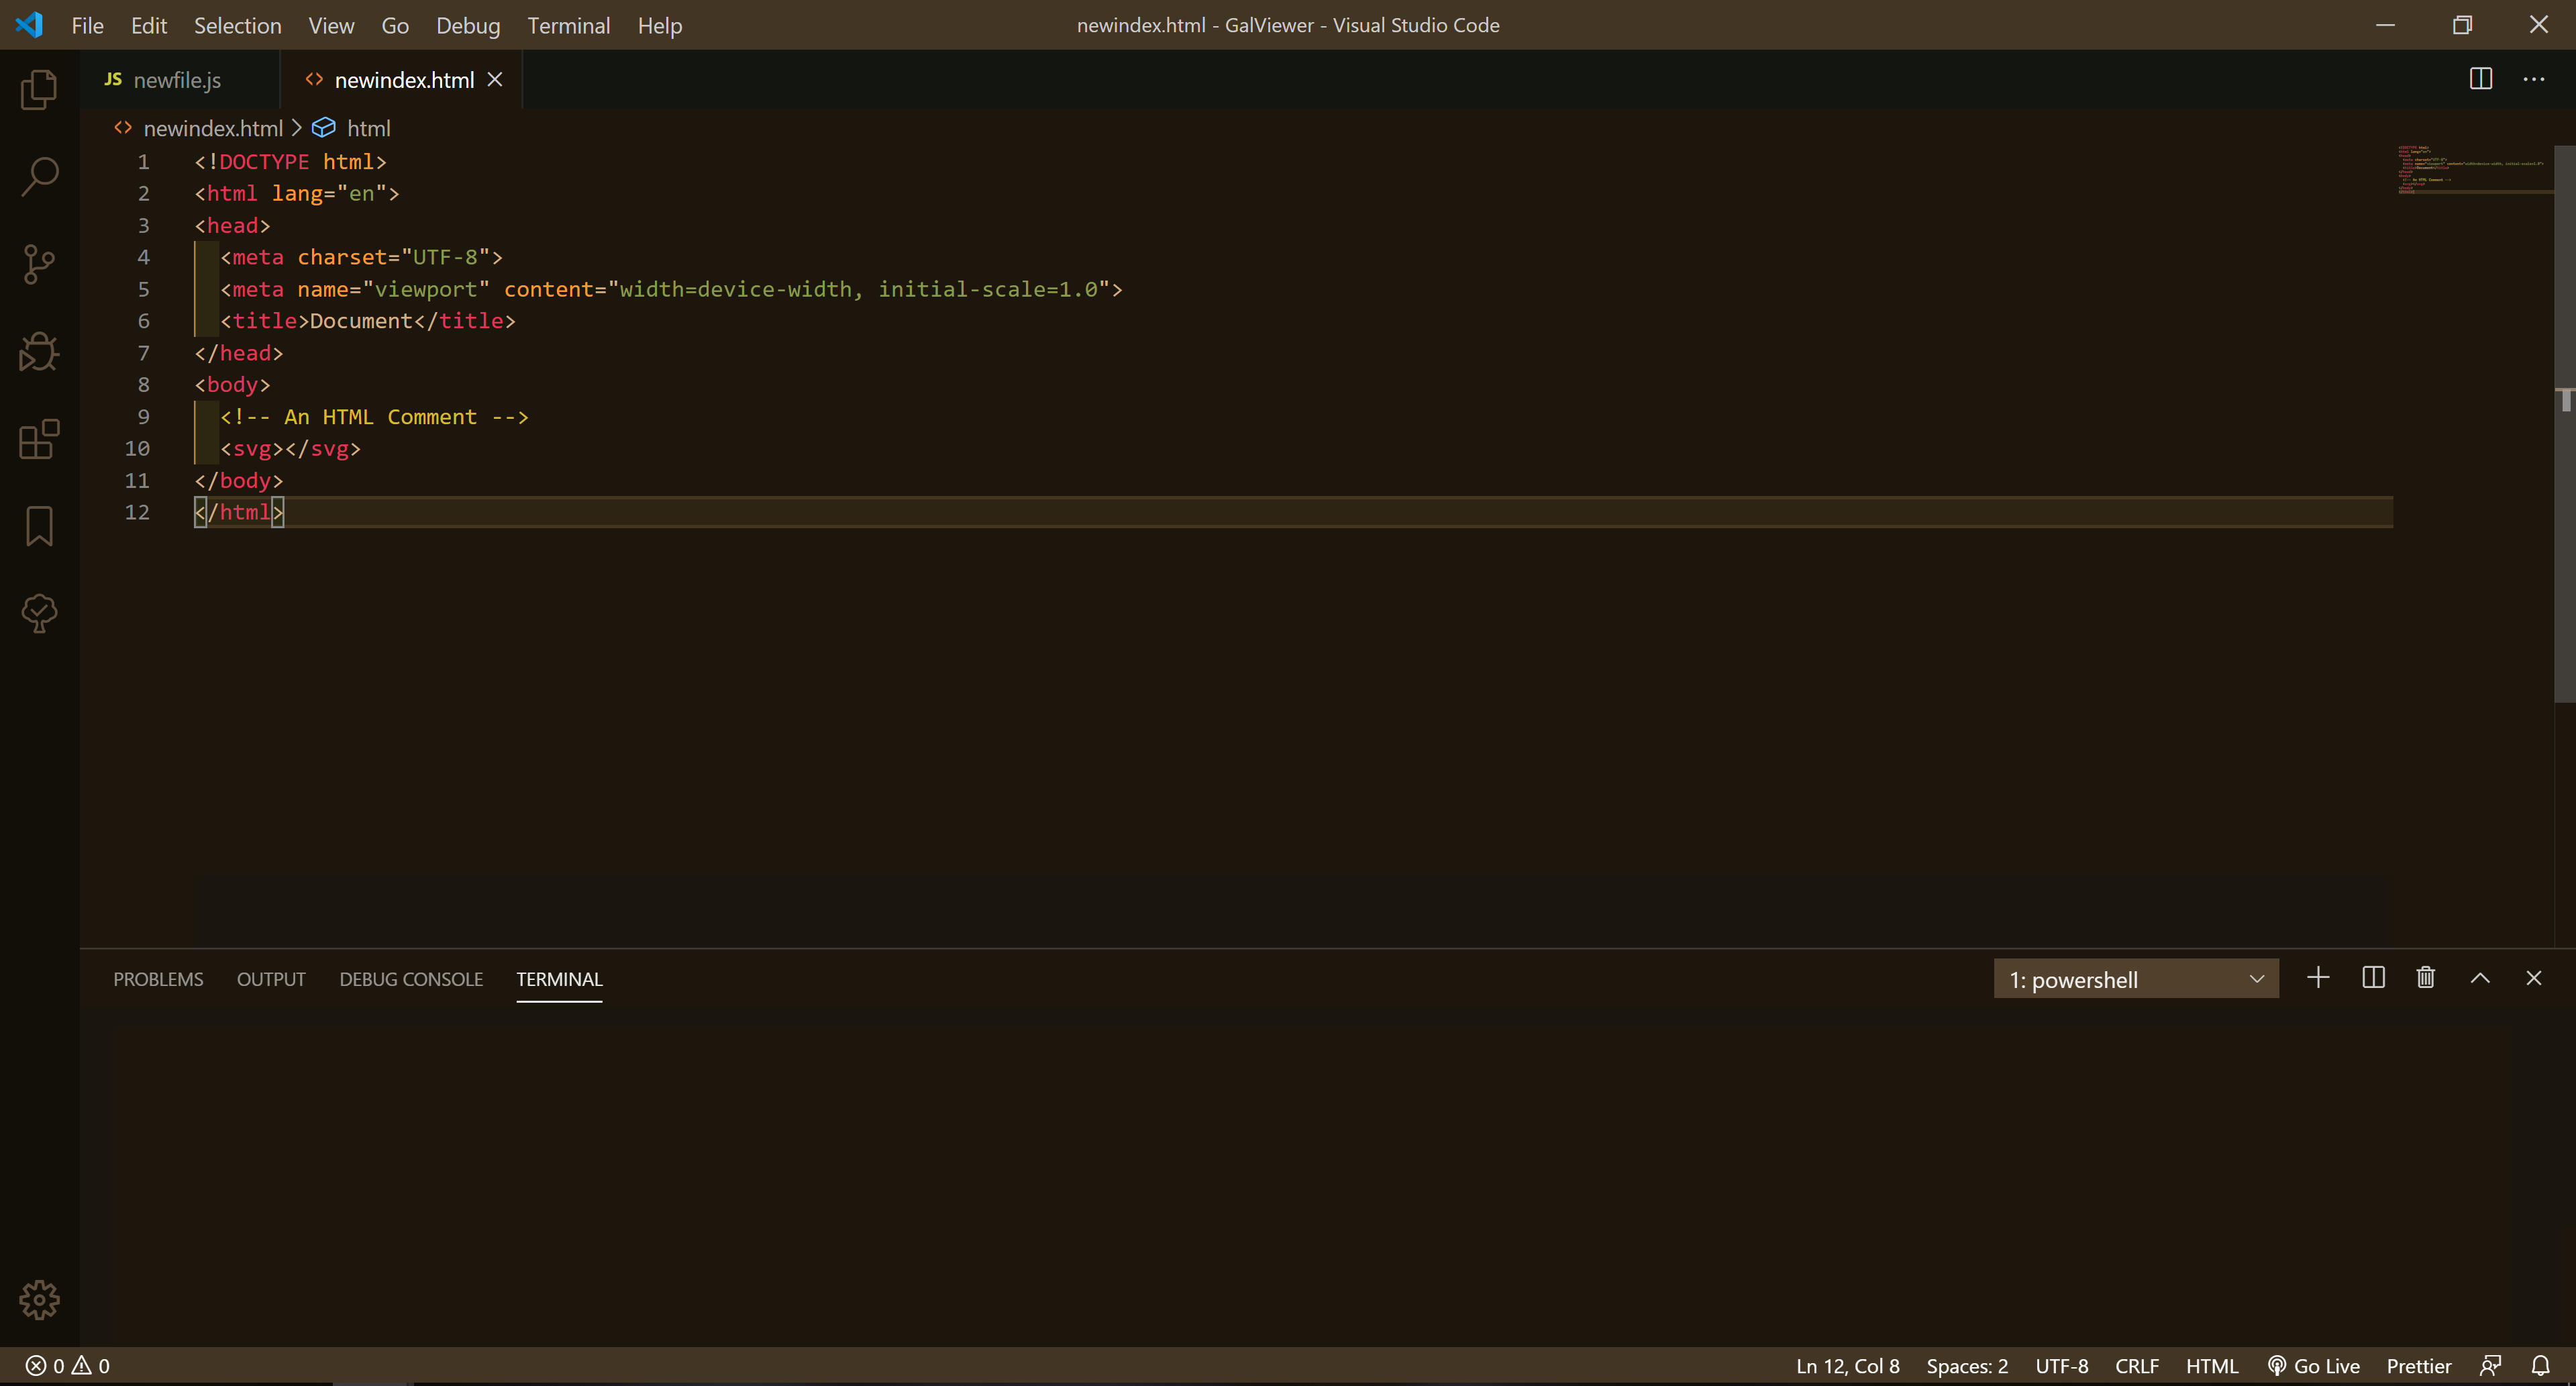 File Edit Selection View Go Debug Terminal Help newindex.html - GalViewer - Visual Studio Code
JS newfile.js newindex.html
newindex.html html
1 <!DOCTYPE html>
2 <html lang="en">
3 <head>
4 <meta charset="UTF-8">
5 <meta name="viewport" content="width=device-width, initial-scale=1.0">
6 <title>Document</title>
7 </head>
8 <body>
9 <!-- An HTML Comment -->
10 <svg></svg>
11 </body>
12 </html>
PROBLEMS OUTPUT DEBUG CONSOLE TERMINAL 1: powershell
0 0 Ln 12, Col 8 Spaces: 2 UTF-8 CRLF HTML Go Live Prettier